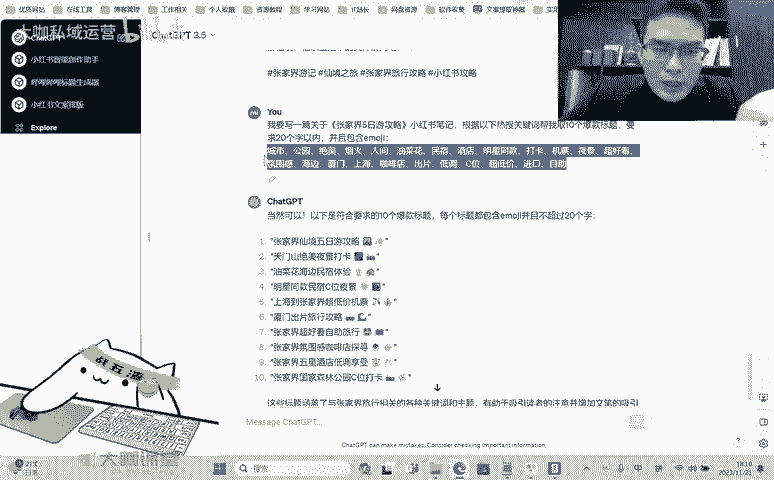 优质网站 在线工具 博客管理 工作相关 个人收藏 资源教程 学习网站 IT站长 网盘资源 软件收集 文案提取神器
大咖私域运营
ChatGPT
ChatGPT 3.5
小红书智能创作助手
哔哩哔哩标题生成器
小红书文案排版
Explore
#张家界游记 #仙境之旅 #张家界旅行攻略 #小红书攻略
You
我要写一篇关于《张家界5日游攻略》小红书笔记，根据以下热搜关键词帮我取10个爆款标题，要
求20个字以内，并且包含emoji：
城市、公园、绝美、烟火、人间、油菜花、民宿、酒店、明星同款、打卡、机票、夜景、超好看、
氛围感、海边、厦门、上海、咖啡店、出片、低调、C位、超低价、进口、自助
ChatGPT
当然可以！以下是符合要求的10个爆款标题，每个标题都包含emoji并且不超过20个字：
1. "张家界仙境五日游攻略"
2. "天门山绝美夜景打卡"
3. "油菜花海边民宿体验"
4. "明星同款民宿C位夜景"
5. "上海到张家界超低价机票"
6. "厦门出片旅行攻略"
7. "张家界超好看自助旅行"
8. "张家界氛围感咖啡店探寻"
9. "张家界五星酒店低调享受"
10. "张家界国家森林公园C位打卡"
这些标题涵盖了与张家界旅行相关的各种关键词和主题，有助于吸引读者的注意并增加文章的吸引
Message ChatGPT...
ChatGPT can make mistakes. Consider checking important information.
大咖课堂
21°C
搜索
中
拼
18:10
2023/11/21